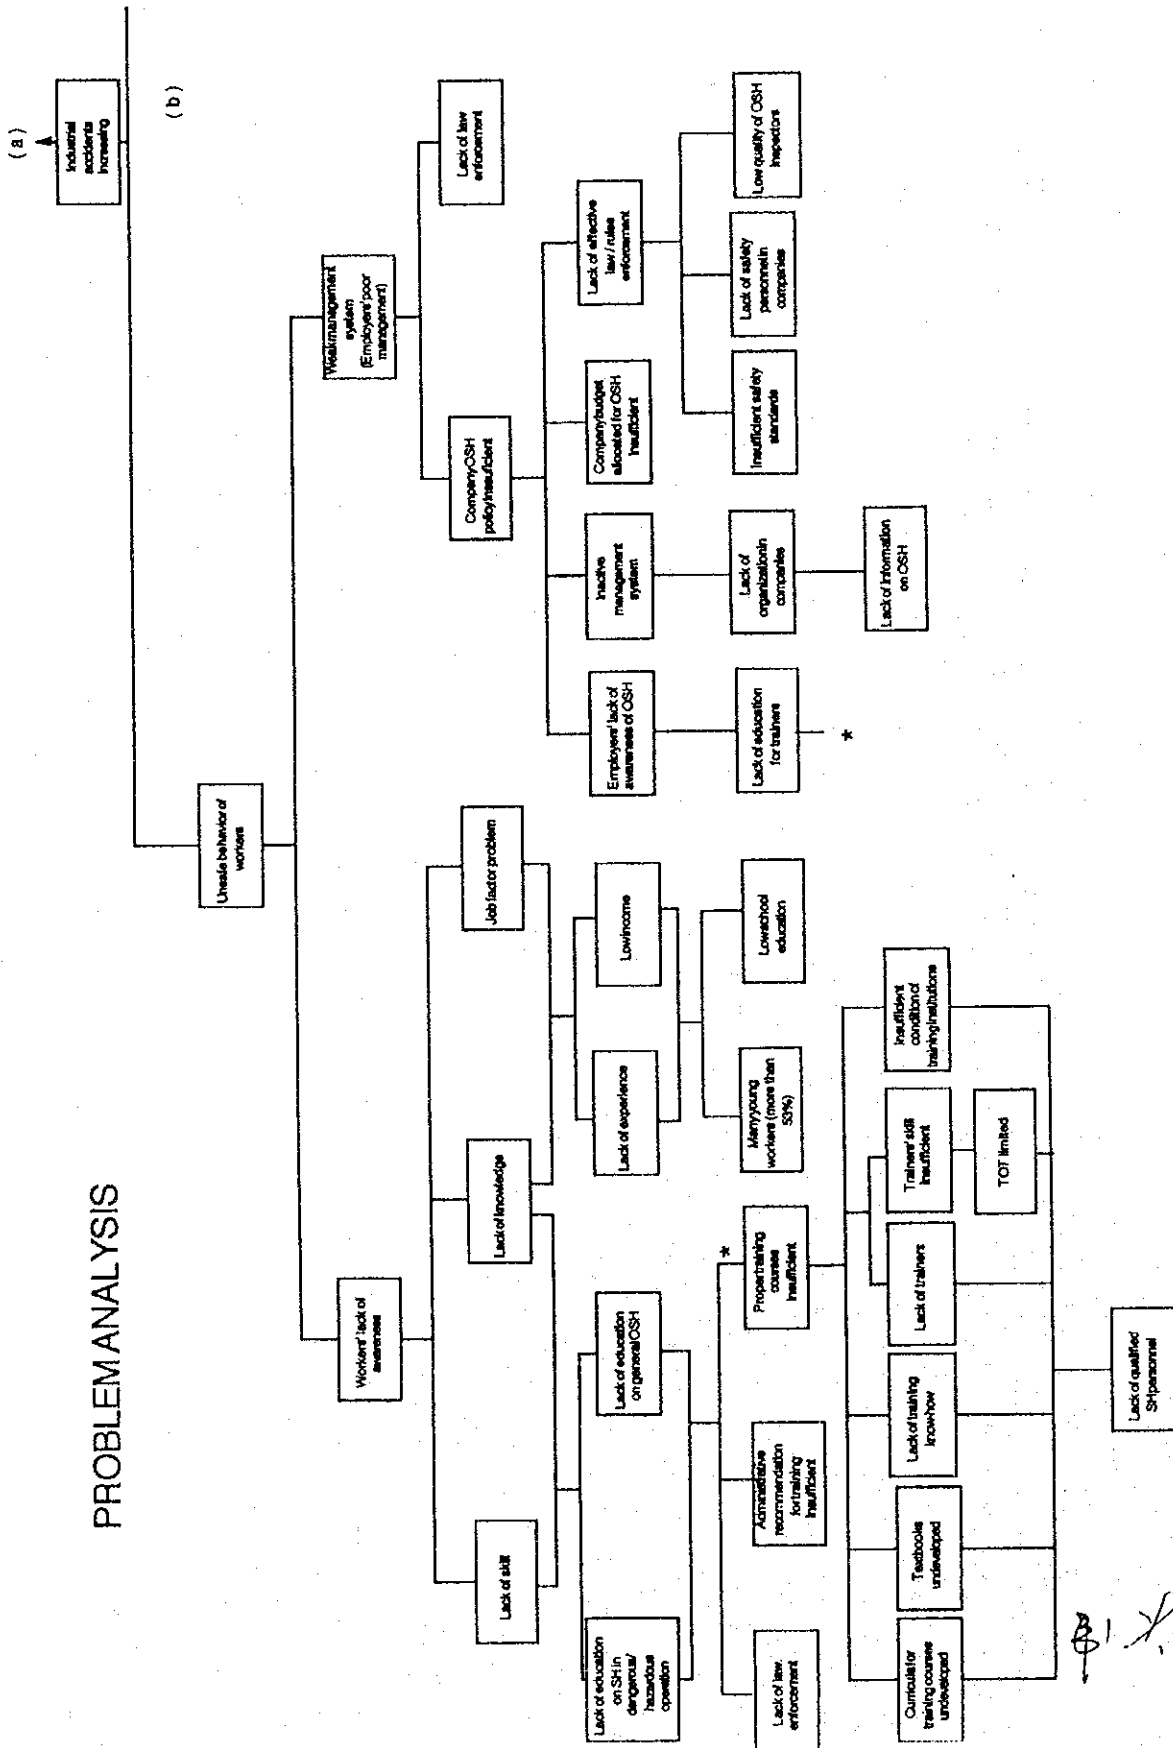 PROBLEM ANALYSIS
(a)
Industrial
accidents
increasing
(b)
Unsafe behavior of
workers
Workers' lack of
awareness
Weak management
system
(Employers' poor
management)
Lack of skill
Lack of knowledge
Job factor problem
Company OSH
policy insufficient
Lack of law
enforcement
Lack of education
on SH in
dangerous/
hazardous
operation
Lack of education
on general OSH
Lack of experience
Low income
Employers' lack of
awareness of OSH
Inactive
management
system
Company budget
allocated for OSH
insufficient
Lack of effective
law / rules
enforcement
Lack of law
enforcement
Administrative
recommendation
for training
insufficient
*
Proper training
courses
insufficient
Many young
workers (more than
53%)
Low school
education
Lack of education
for trainers
*
Lack of
organization in
companies
Insufficient safety
standards
Lack of safety
personnel in
companies
Low quality of OSH
inspectors
Curricula for
training courses
undeveloped
Textbooks
undeveloped
Lack of training
know-how
Lack of trainers
Trainers' skill
insufficient
Insufficient
condition of
training institutions
Lack of information
on OSH
TOT limited
Lack of qualified
SH personnel